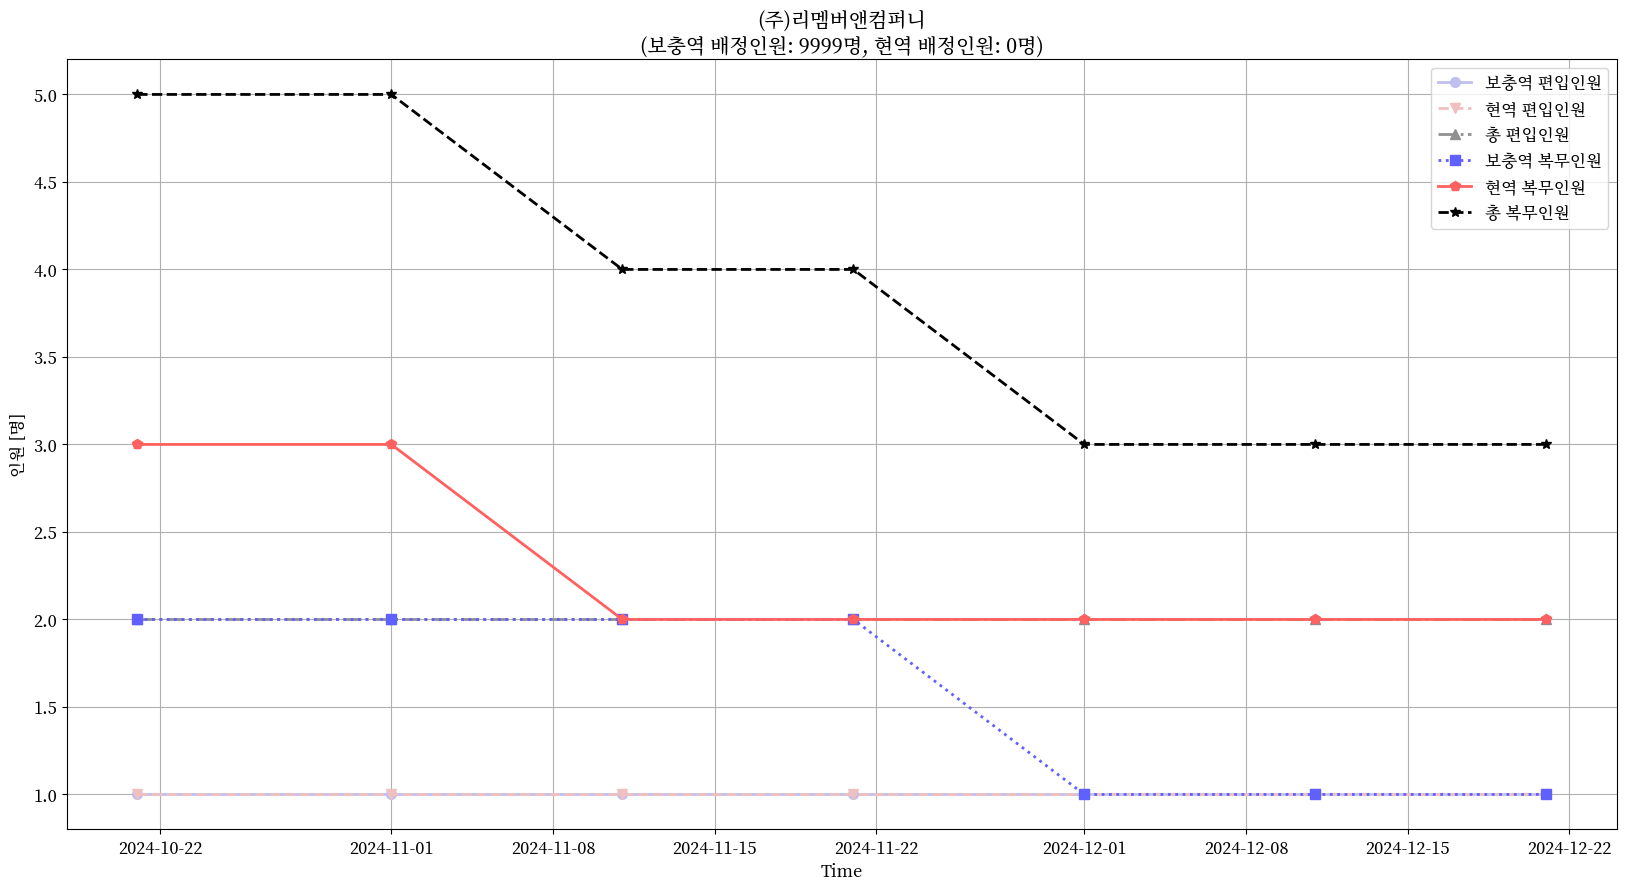 (주)리멤버앤컴퍼니
(보충역 배정인원: 9999명, 현역 배정인원: 0명)
보충역 편입인원
현역 편입인원
총 편입인원
보충역 복무인원
현역 복무인원
총 복무인원
인원 [명]
5.0
4.5
4.0
3.5
3.0
2.5
2.0
1.5
1.0
2024-10-22 2024-11-01 2024-11-08 2024-11-15 2024-11-22 2024-12-01 2024-12-08 2024-12-15 2024-12-22
Time